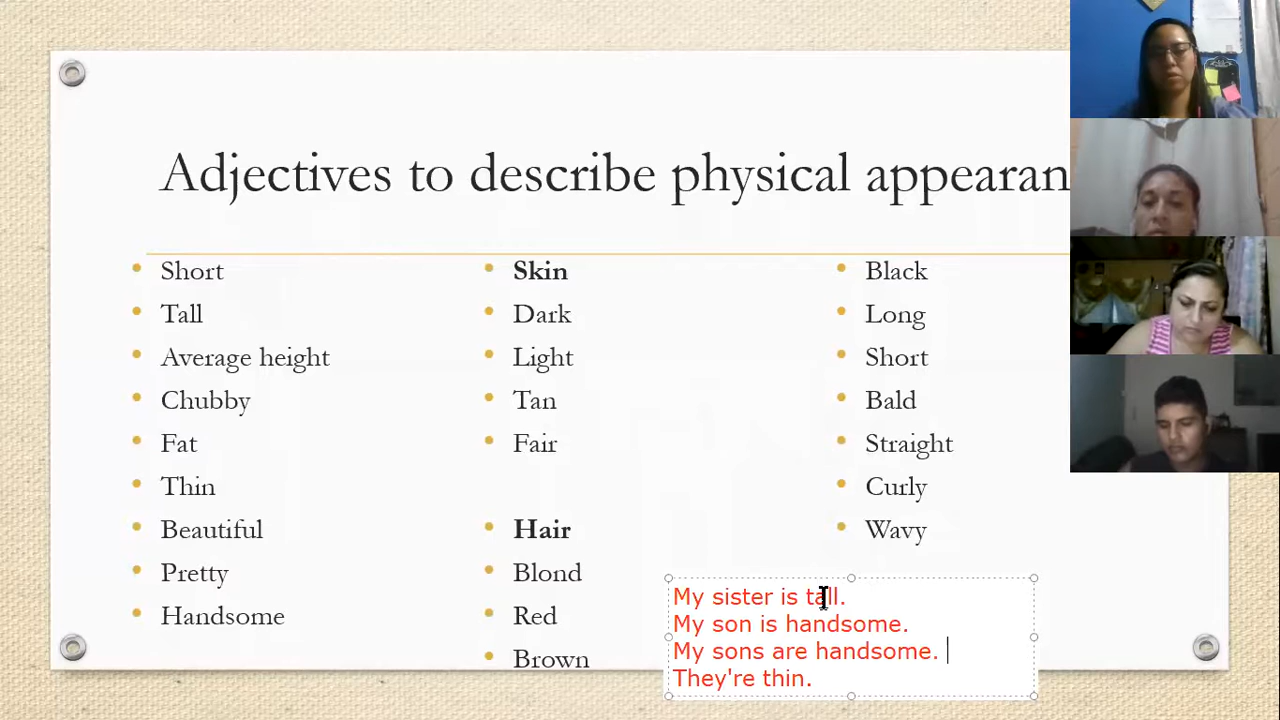 Adjectives to describe physical appearan
Short
Tall
Average height
Chubby
Fat
Thin
Beautiful
Pretty
Handsome
Skin
Dark
Light
Tan
Fair
Hair
Blond
Red
Brown
Black
Long
Short
Bald
Straight
Curly
Wavy
My sister is tall.
My son is handsome.
My sons are handsome.
They're thin.